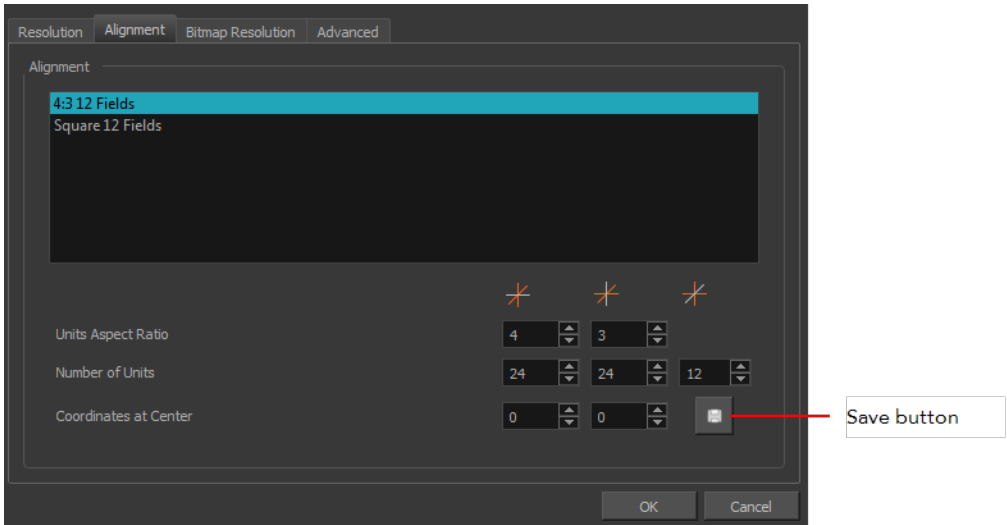 Resolution Alignment Bitmap Resolution Advanced
Alignment
4:3 12 Fields
Square 12 Fields
Units Aspect Ratio 4 3
Number of Units 24 24 12
Coordinates at Center 0 0
Save button
OK Cancel